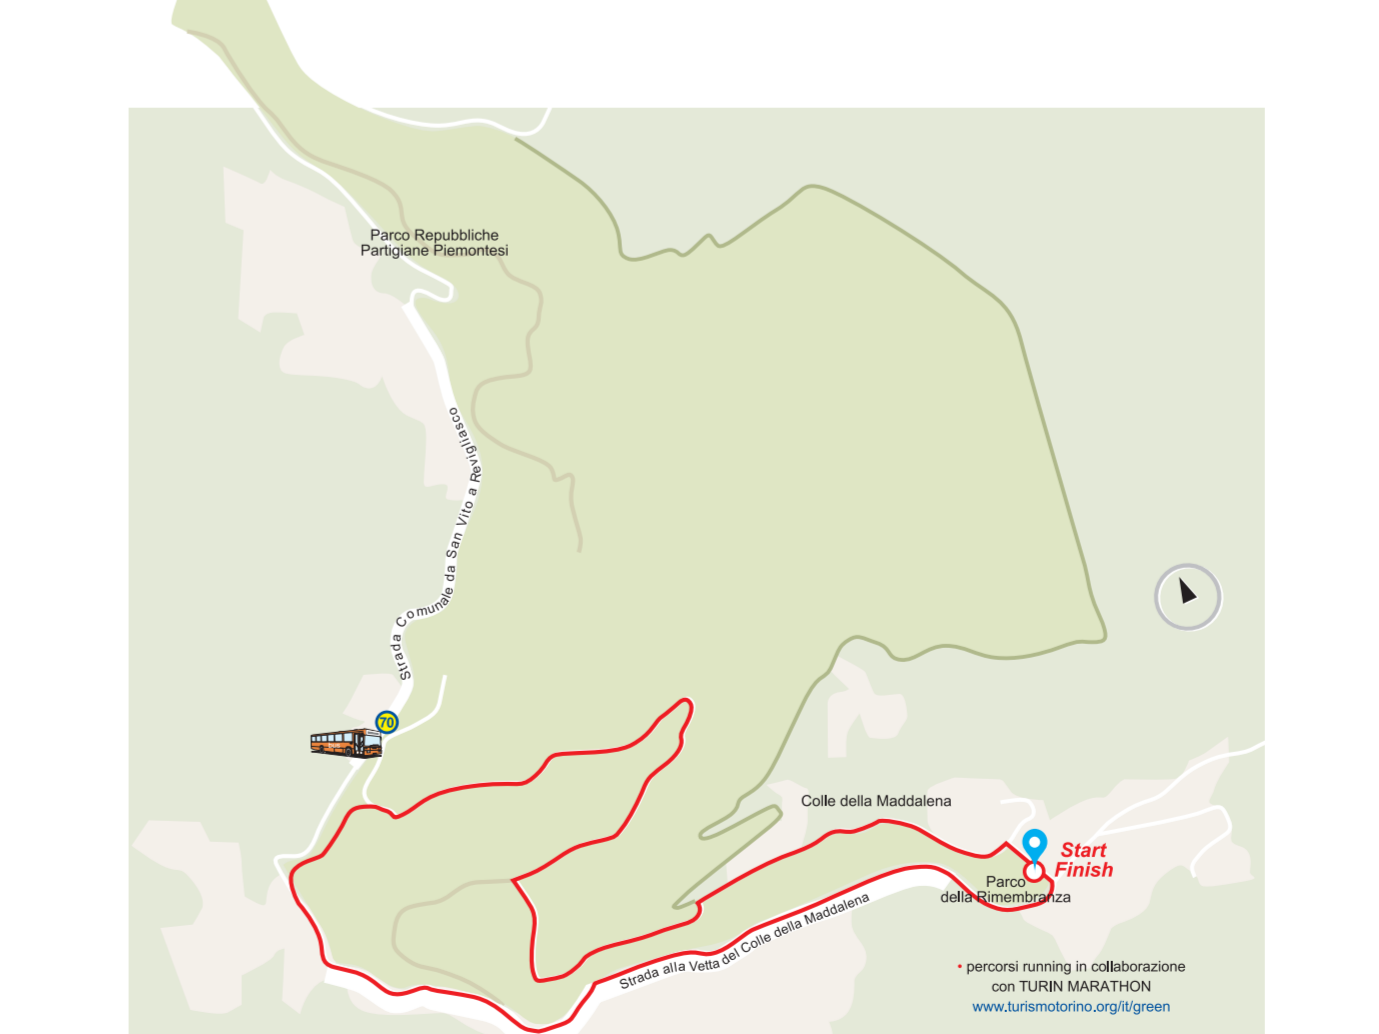 Parco Repubbliche
Partigiane Piemontesi
Strada Comunale da San Vito a Revigliasco
70
Colle della Maddalena
Start
Finish
Parco
della Rimembranza
Strada alla Vetta del Colle della Maddalena
• percorsi running in collaborazione
con TURIN MARATHON
www.turismotorino.org/it/green